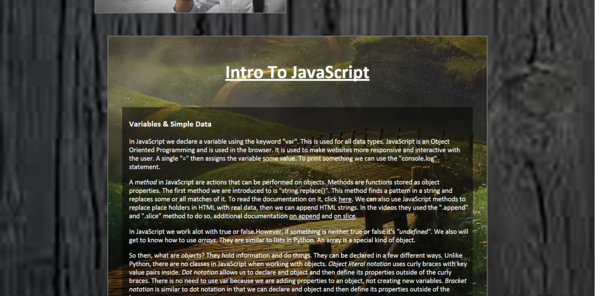 Intro To JavaScript
Variables & Simple Data
In JavaScript we declare a variable using the keyword "var". This is used for all data types. JavaScript is an Object
Oriented Programming and is used in the browser. It is used to make websites more responsive and interactive with
the user. A single "=" then assigns the variable some value. To print something we can use the "console.log"
statement.
A method in JavaScript are actions that can be performed on objects. Methods are functions stored as object
properties. The first method we are introduced to is "string.replace()". This method finds a pattern in a string and
replaces some or all matches of it. To read the documentation on it, click here. We can also use JavaScript methods to
replace place holders in HTML with real data, then we can append HTML strings. In the videos they used the ".append"
and ".slice" method to do so, additional documentation on append and on slice.
In JavaScript we work alot with true or false.However, if something is neither true or false it's "undefined". We also will
get to know how to use arrays. They are similar to lists in Python. An array is a special kind of object.
So then, what are objects? They hold information and do things. They can be declared in a few different ways. Unlike
Python, there are no classes in JavaScript when working with objects. Object literal notation uses curly braces with key
value pairs inside. Dot notation allows us to declare an object and then define its properties outside of the curly
braces. There is no need to use var because we are adding properties to an object, not creating new variables. Bracket
notation is similar to dot notation in that we can declare an object and then define its properties outside of the